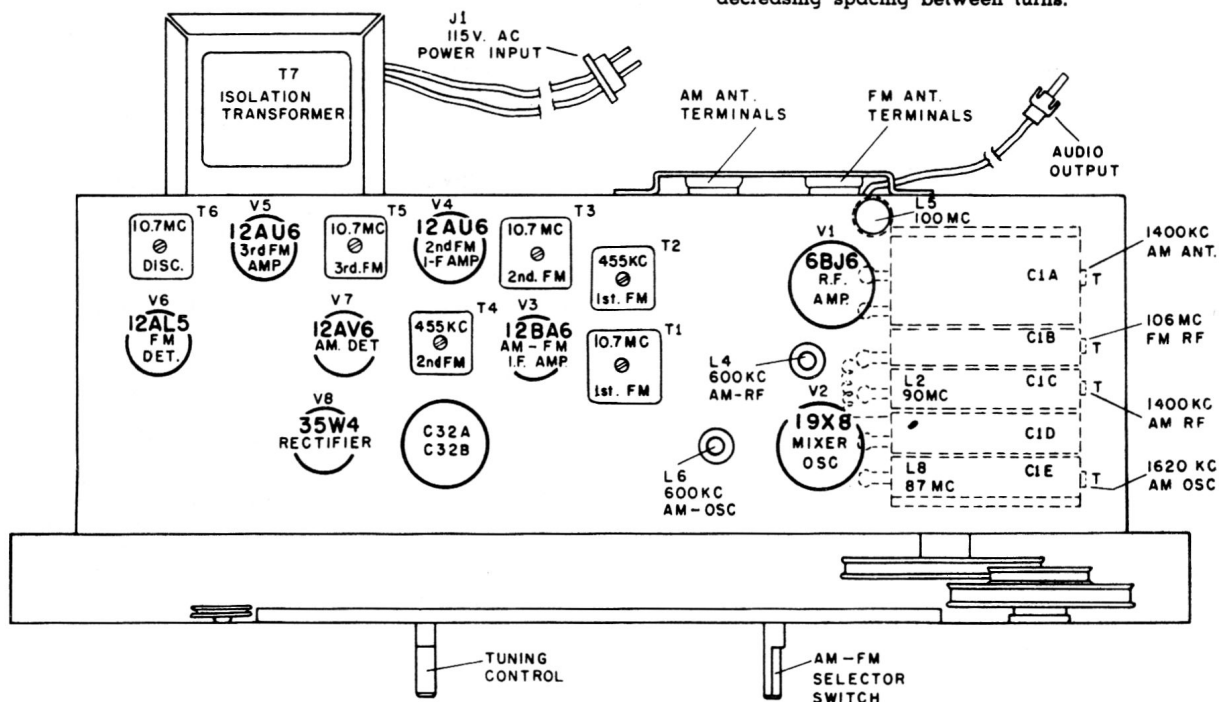 decreasing spacing between turns.
J1
115V. AC
POWER INPUT
T7
ISOLATION
TRANSFORMER
AM ANT.
TERMINALS
FM ANT.
TERMINALS
AUDIO
OUTPUT
T6
10.7MC
DISC.
V5
12AU6
3rd FM
AMP
T5
10.7MC
3rd. FM
V4
12AU6
2nd FM
I-F AMP
T3
10.7MC
2nd. FM
T2
455KC
1st. FM
V1
6BJ6
R.F.
AMP.
L5
100MC
C1A
1400KC
AM ANT.
T
V6
12AL5
FM
DET.
V7
12AV6
AM. DET
T4
455KC
2nd FM
V3
12BA6
AM-FM
I.F. AMP
T1
10.7MC
1st. FM
C1B
106MC
FM RF
T
L4
600KC
AM-RF
L2
90MC
C1C
T
1400KC
AM RF
V8
35W4
RECTIFIER
C32A
C32B
V2
19X8
MIXER
OSC
C1D
L6
600KC
AM-OSC
L8
87MC
C1E
T
1620 KC
AM OSC
TUNING
CONTROL
AM-FM
SELECTOR
SWITCH